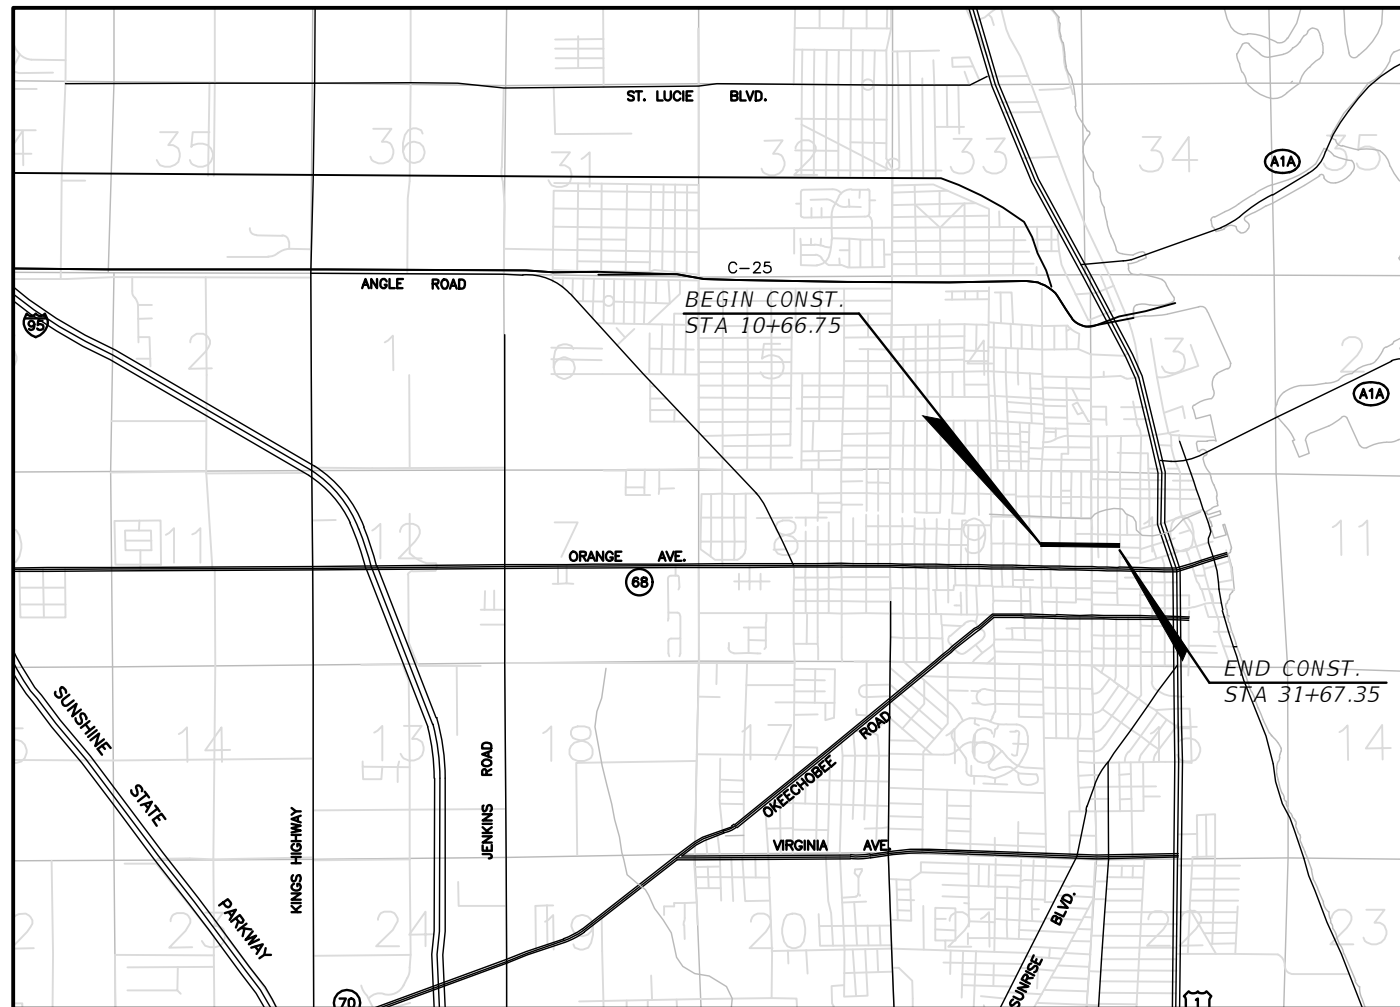 ST. LUCIE BLVD.
35
36
31
32
33
34
35
A1A
C-25
ANGLE ROAD
BEGIN CONST.
STA 10+66.75
95
2
1
6
5
4
3
2
A1A
11
12
7
8
9
11
ORANGE AVE.
68
END CONST.
STA 31+67.35
SUNSHINE STATE PARKWAY
14
13
18
17
16
15
14
KINGS HIGHWAY
JENKINS ROAD
OKEECHOBEE ROAD
VIRGINIA AVE.
23
24
19
20
21
22
23
SUNRISE BLVD.
70
1